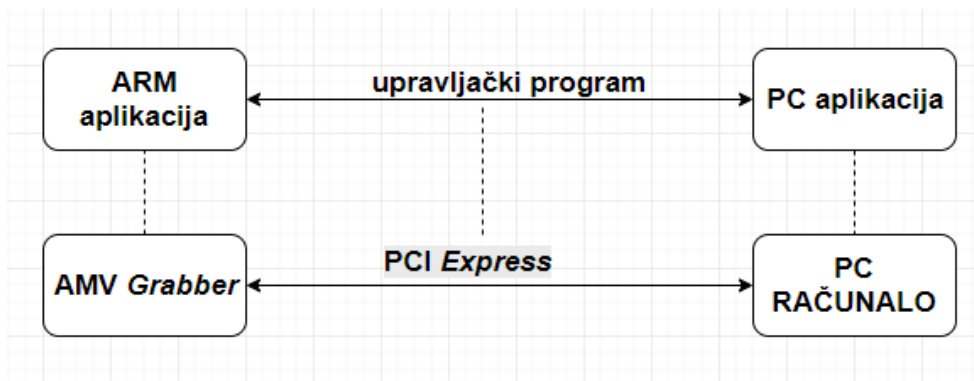 ARM
aplikacija
upravljački program
PC aplikacija
AMV Grabber
PCI Express
PC
RAČUNALO